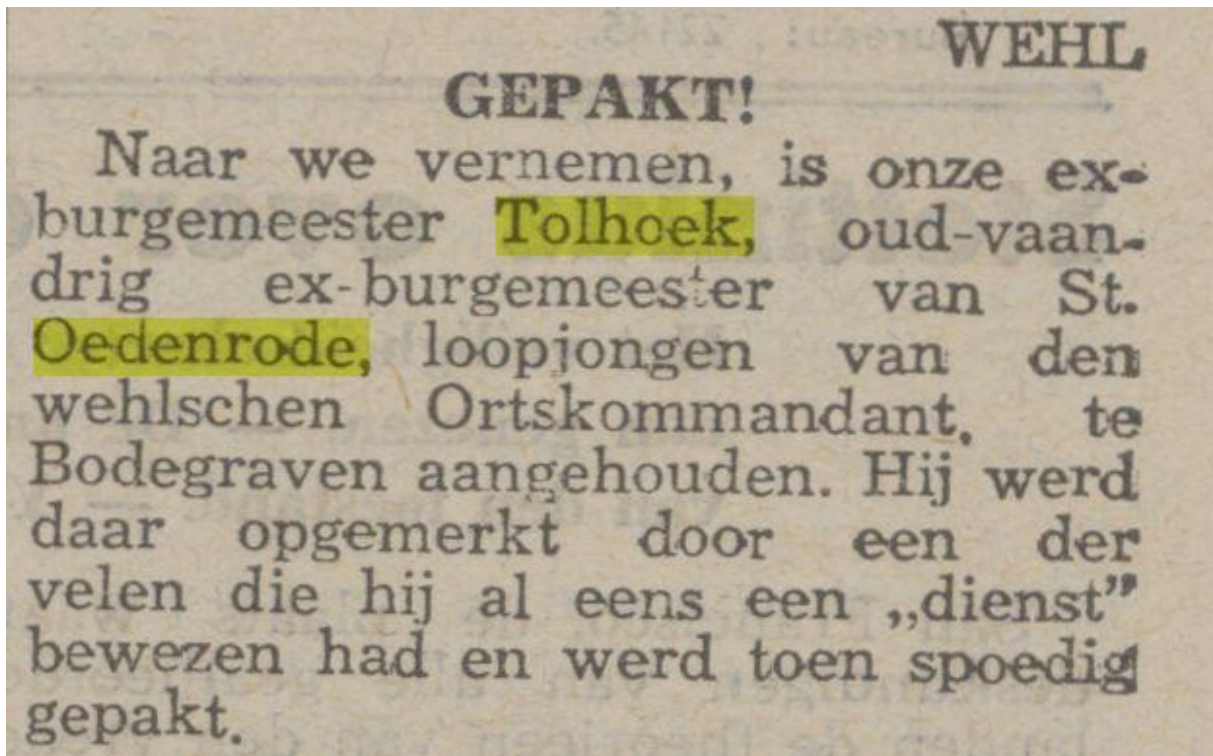 WEHL
GEPAKT!
Naar we vernemen, is onze ex-
burgemeester Tolhoek, oud-vaan-
drig ex-burgemeester van St.
Oedenrode, loopjongen van den
wehlschen Ortskommandant, te
Bodegraven aangehouden. Hij werd
daar opgemerkt door een der
velen die hij al eens een „dienst”
bewezen had en werd toen spoedig
gepakt.